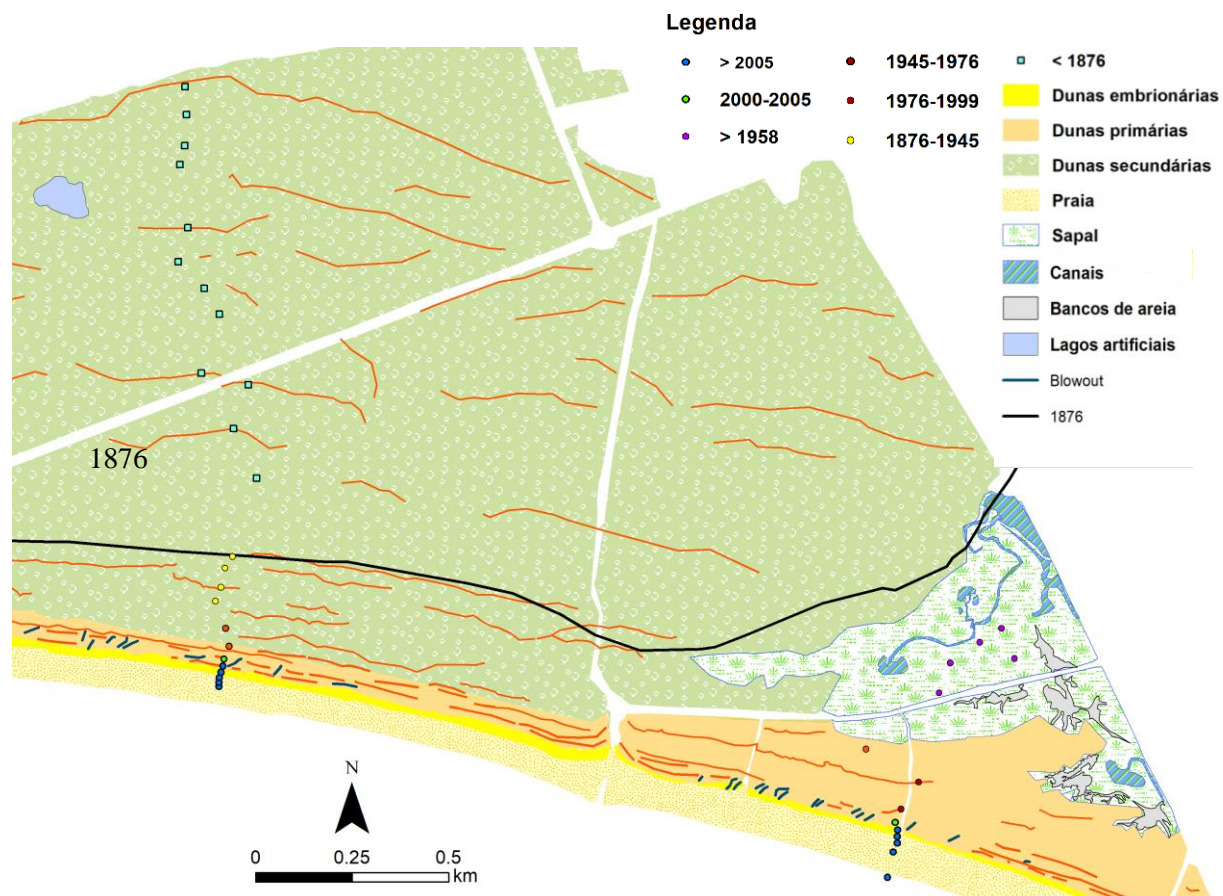 Legenda
> 2005
2000-2005
> 1958
1945-1976
1976-1999
1876-1945
< 1876
Dunas embrionárias
Dunas primárias
Dunas secundárias
Praia
Sapal
Canais
Bancos de areia
Lagos artificiais
Blowout
1876
1876
N
0 0.25 0.5
km